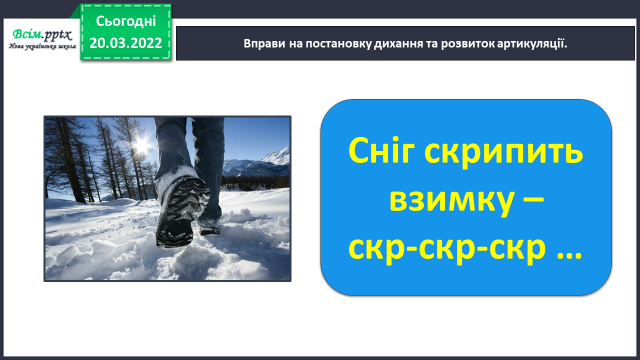 Всім.pptx
Нова українська школа
Сьогодні
20.03.2022
Вправи на постановку дихання та розвиток артикуляції.
Сніг скрипить
взимку –
скр-скр-скр ...